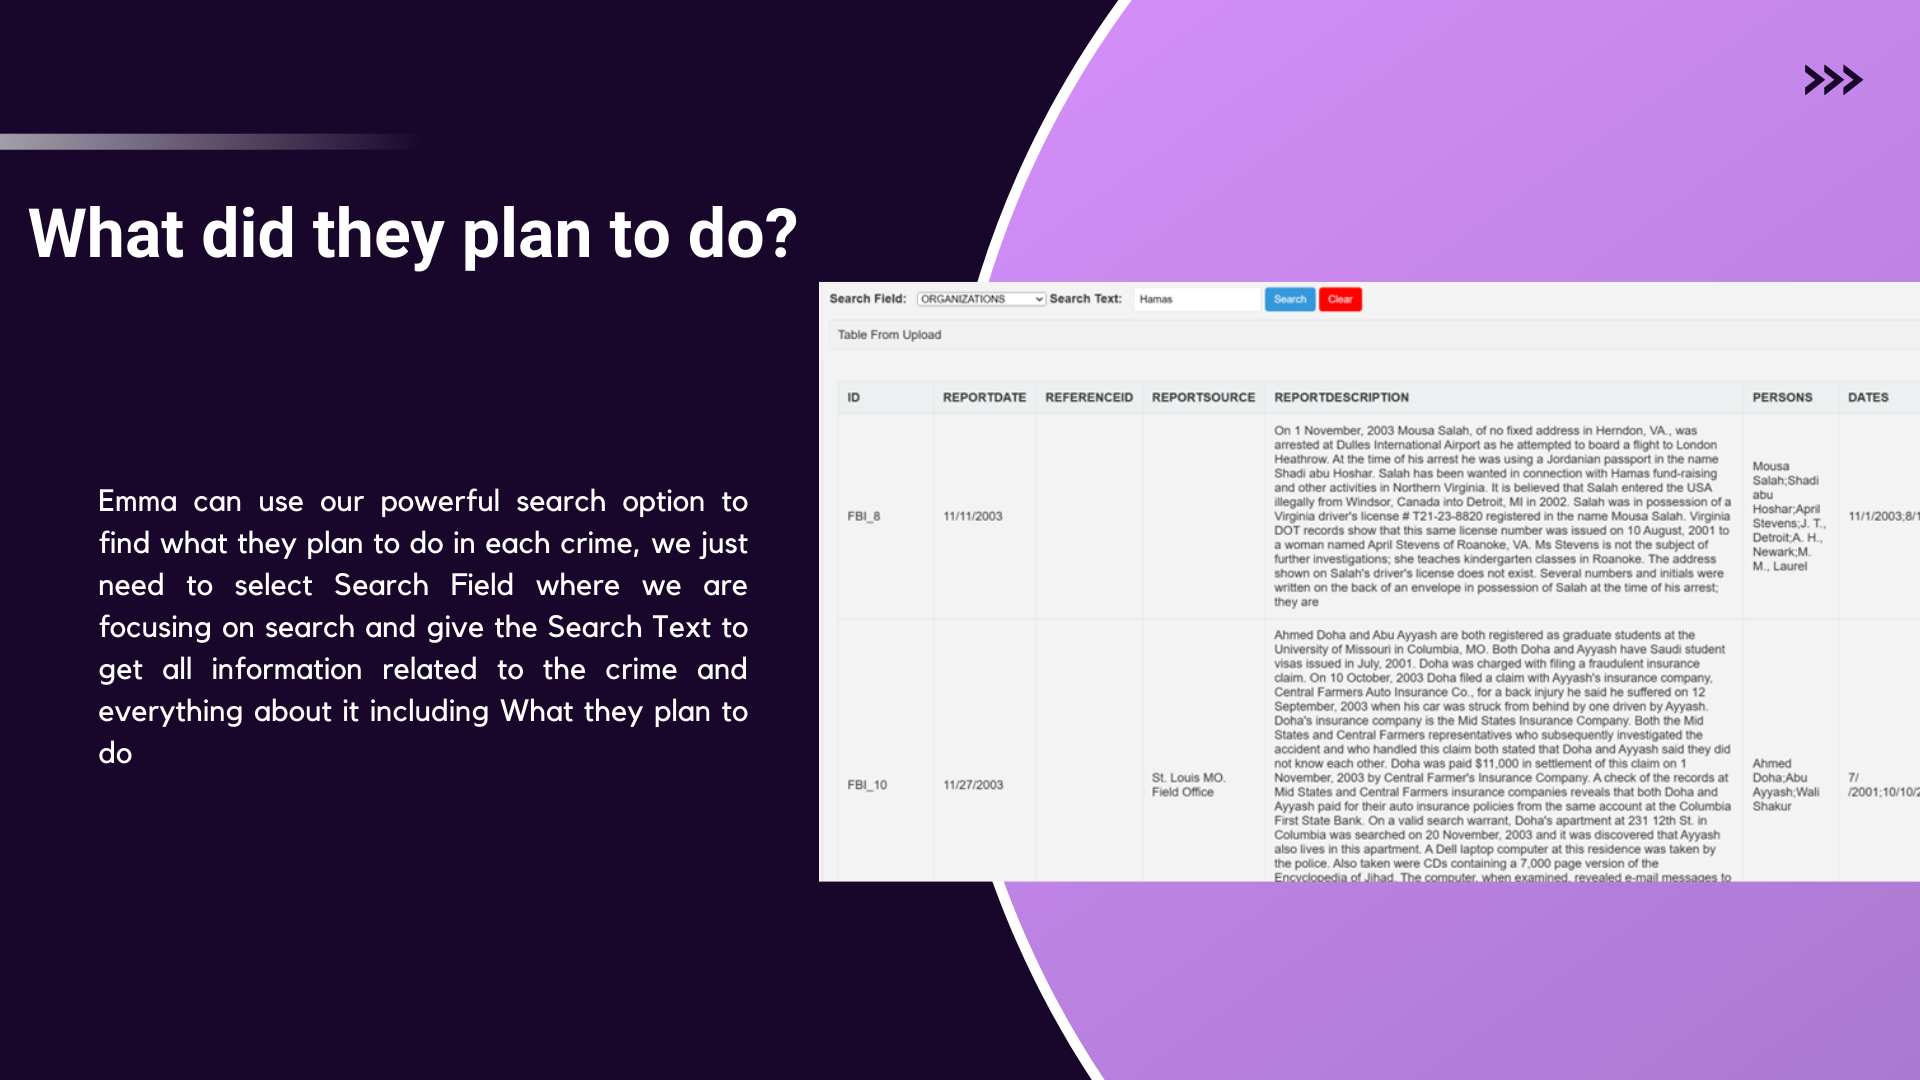 What did they plan to do?
Emma can use our powerful search option to
find what they plan to do in each crime, we just
need to select Search Field where we are
focusing on search and give the Search Text to
get all information related to the crime and
everything about it including What they plan to
do
Search Field: ORGANIZATIONS Search Text: Hamas Search Clear
Table From Upload
ID REPORTDATE REFERENCEID REPORTSOURCE REPORTDESCRIPTION PERSONS DATES
FBI_8
11/11/2003
On 1 November, 2003 Mousa Salah, of no fixed address in Herndon, VA., was
arrested at Dulles International Airport as he attempted to board a flight to London
Heathrow. At the time of his arrest he was using a Jordanian passport in the name
Shadi abu Hoshar. Salah has been wanted in connection with Hamas fund-raising
and other activities in Northern Virginia. It is believed that Salah entered the USA
illegally from Windsor, Canada into Detroit, MI in 2002. Salah was in possession of a
Virginia driver's license # T21-23-8820 registered in the name Mousa Salah. Virginia
DOT records show that this same license number was issued on 10 August, 2001 to
a woman named April Stevens of Roanoke, VA. Ms Stevens is not the subject of
further investigations; she teaches kindergarten classes in Roanoke. The address
shown on Salah's driver's license does not exist. Several numbers and initials were
written on the back of an envelope in possession of Salah at the time of his arrest;
they are
Mousa
Salah;Shadi
abu
Hoshar;April
Stevens;J. T.,
Detroit;A. H.,
Newark;M.
M., Laurel
11/1/2003;8/1
FBI_10
11/27/2003
St. Louis MO.
Field Office
Ahmed Doha and Abu Ayyash are both registered as graduate students at the
University of Missouri in Columbia, MO. Both Doha and Ayyash have Saudi student
visas issued in July, 2001. Doha was charged with filing a fraudulent insurance
claim. On 10 October, 2003 Doha filed a claim with Ayyash's insurance company,
Central Farmers Auto Insurance Co., for a back injury he said he suffered on 12
September, 2003 when his car was struck from behind by one driven by Ayyash.
Doha's insurance company is the Mid States Insurance Company. Both the Mid
States and Central Farmers representatives who subsequently investigated the
accident and who handled this claim both stated that Doha and Ayyash said they did
not know each other. Doha was paid $11,000 in settlement of this claim on 1
November, 2003 by Central Farmer's Insurance Company. A check of the records at
Mid States and Central Farmers insurance companies reveals that both Doha and
Ayyash paid for their auto insurance policies from the same account at the Columbia
First State Bank. On a valid search warrant, Doha's apartment at 231 12th St. in
Columbia was searched on 20 November, 2003 and it was discovered that Ayyash
also lives in this apartment. A Dell laptop computer at this residence was taken by
the police. Also taken were CDs containing a 7,000 page version of the
Encyclopedia of Jihad. The computer, when examined, revealed e-mail messages to
Ahmed
Doha;Abu
Ayyash;Wali
Shakur
7/
/2001;10/10/2